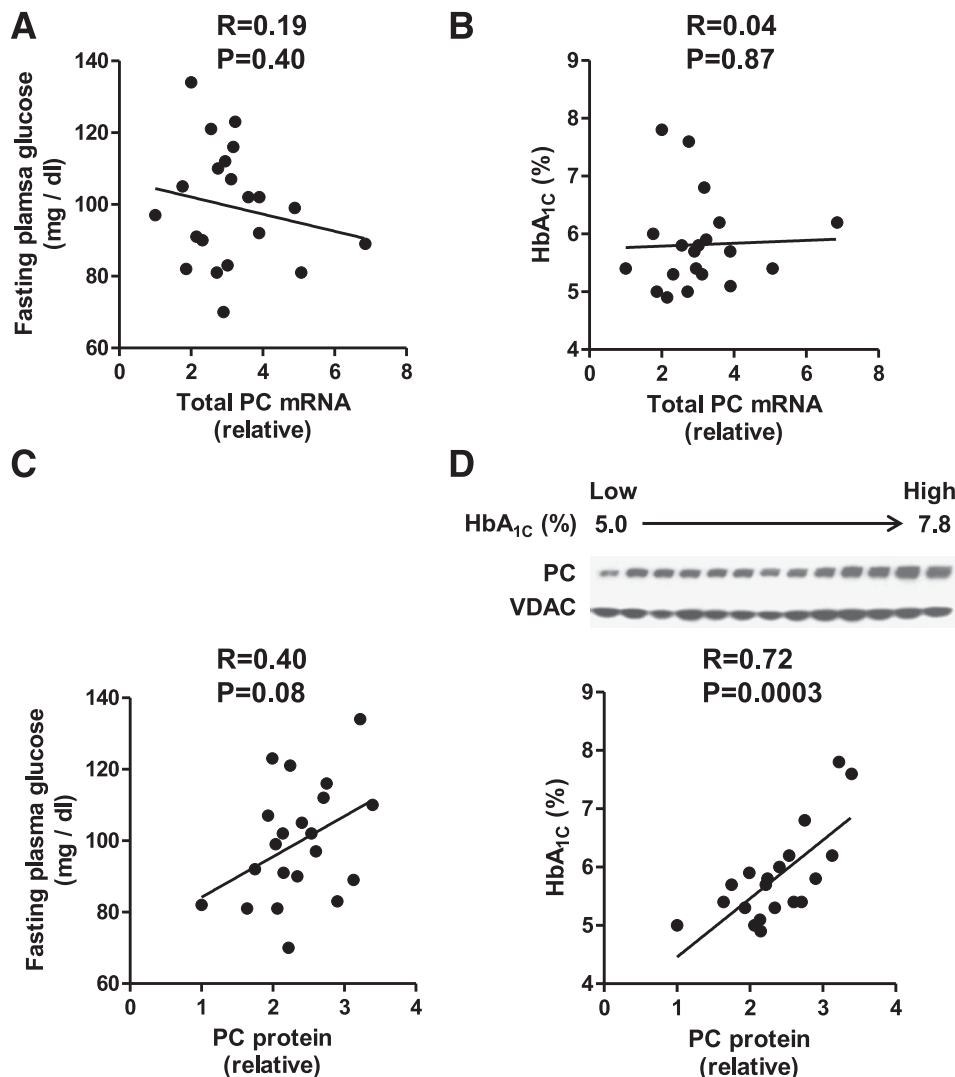 A
R=0.19
P=0.40
Fasting plamsa glucose
(mg / dl)
140
120
100
80
60
0
2
4
6
8
Total PC mRNA
(relative)
B
R=0.04
P=0.87
HbA1C (%)
9
8
7
6
5
4
0
2
4
6
8
Total PC mRNA
(relative)
C
R=0.40
P=0.08
Fasting plasma glucose
(mg / dl)
140
120
100
80
60
0
1
2
3
4
PC protein
(relative)
D
Low
High
HbA1C (%) 5.0 7.8
PC
VDAC
R=0.72
P=0.0003
HbA1C (%)
9
8
7
6
5
4
0
1
2
3
4
PC protein
(relative)